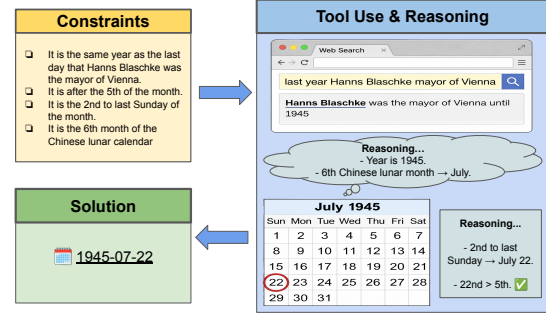 Constraints
❏ It is the same year as the last
day that Hanns Blaschke was
the mayor of Vienna.
❏ It is after the 5th of the month.
❏ It is the 2nd to last Sunday of
the month.
❏ It is the 6th month of the
Chinese lunar calendar
Solution
1945-07-22
Tool Use & Reasoning
Web Search ×
last year Hanns Blaschke mayor of Vienna
Hanns Blaschke was the mayor of Vienna until
1945
Reasoning...
- Year is 1945.
- 6th Chinese lunar month → July.
July 1945
Sun Mon Tue Wed Thu Fri Sat
1 2 3 4 5 6 7
8 9 10 11 12 13 14
15 16 17 18 19 20 21
22 23 24 25 26 27 28
29 30 31
Reasoning...
- 2nd to last
Sunday → July 22.
- 22nd > 5th. ✅